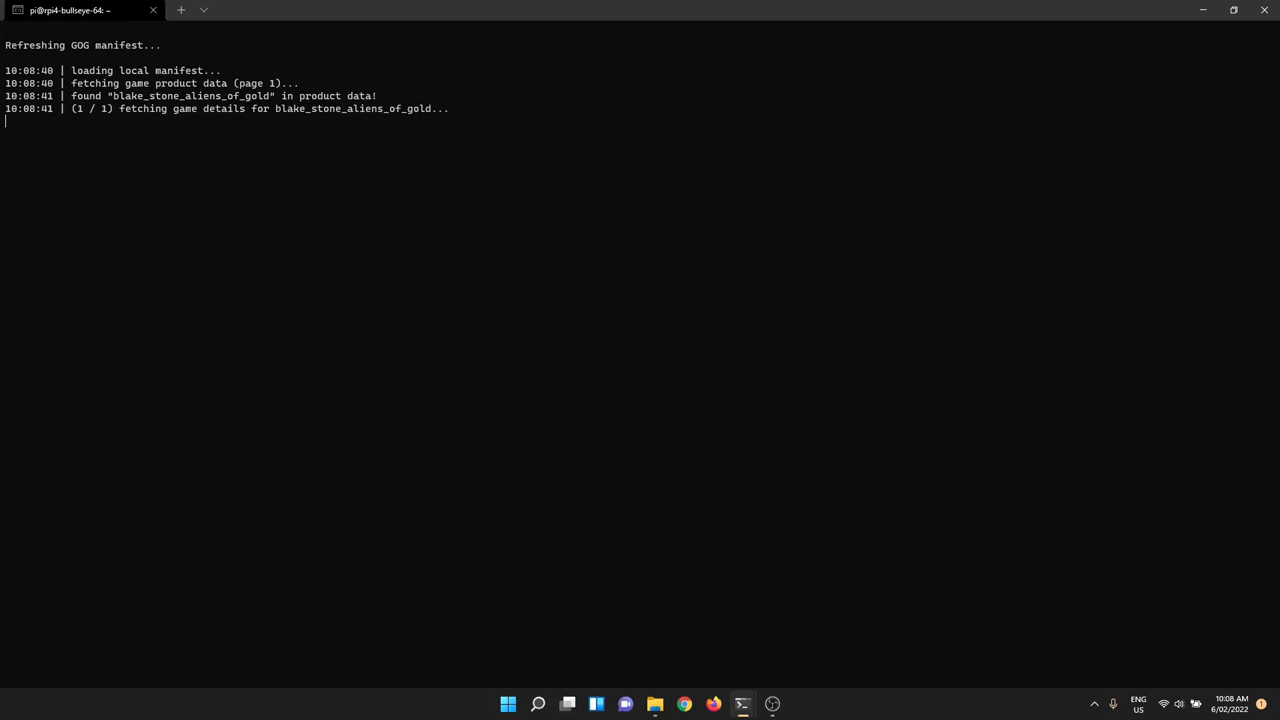 pi@rpi4-bullseye-64: ~
Refreshing GOG manifest...
10:08:40 | loading local manifest...
10:08:40 | fetching game product data (page 1)...
10:08:41 | found "blake_stone_aliens_of_gold" in product data!
10:08:41 | (1 / 1) fetching game details for blake_stone_aliens_of_gold...
ENG
US
10:08 AM
6/02/2022
1